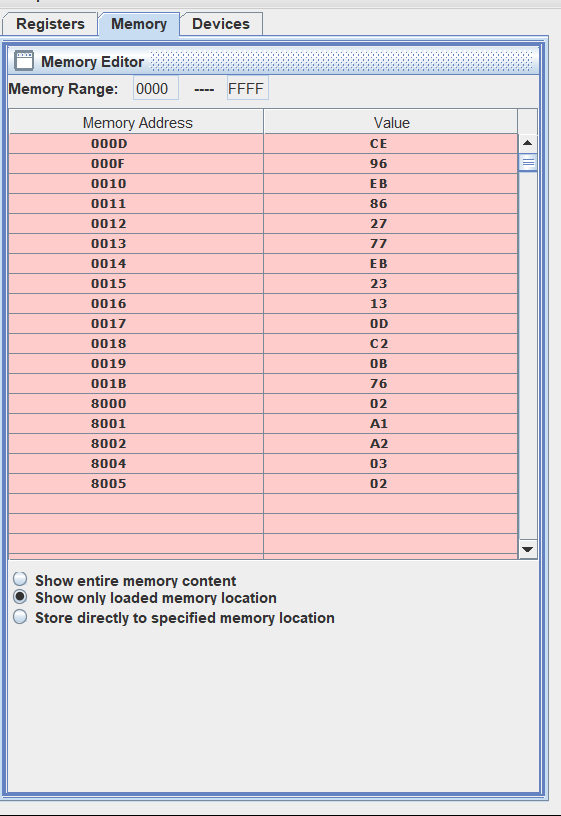 Registers Memory Devices
Memory Editor
Memory Range: 0000 ---- FFFF
Memory Address Value
000D CE
000F 96
0010 EB
0011 86
0012 27
0013 77
0014 EB
0015 23
0016 13
0017 0D
0018 C2
0019 0B
001B 76
8000 02
8001 A1
8002 A2
8004 03
8005 02
Show entire memory content
Show only loaded memory location
Store directly to specified memory location